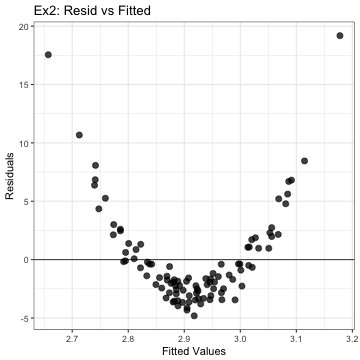 Ex2: Resid vs Fitted
20
15
10
5
0
-5
Residuals
2.7 2.8 2.9 3.0 3.1 3.2
Fitted Values